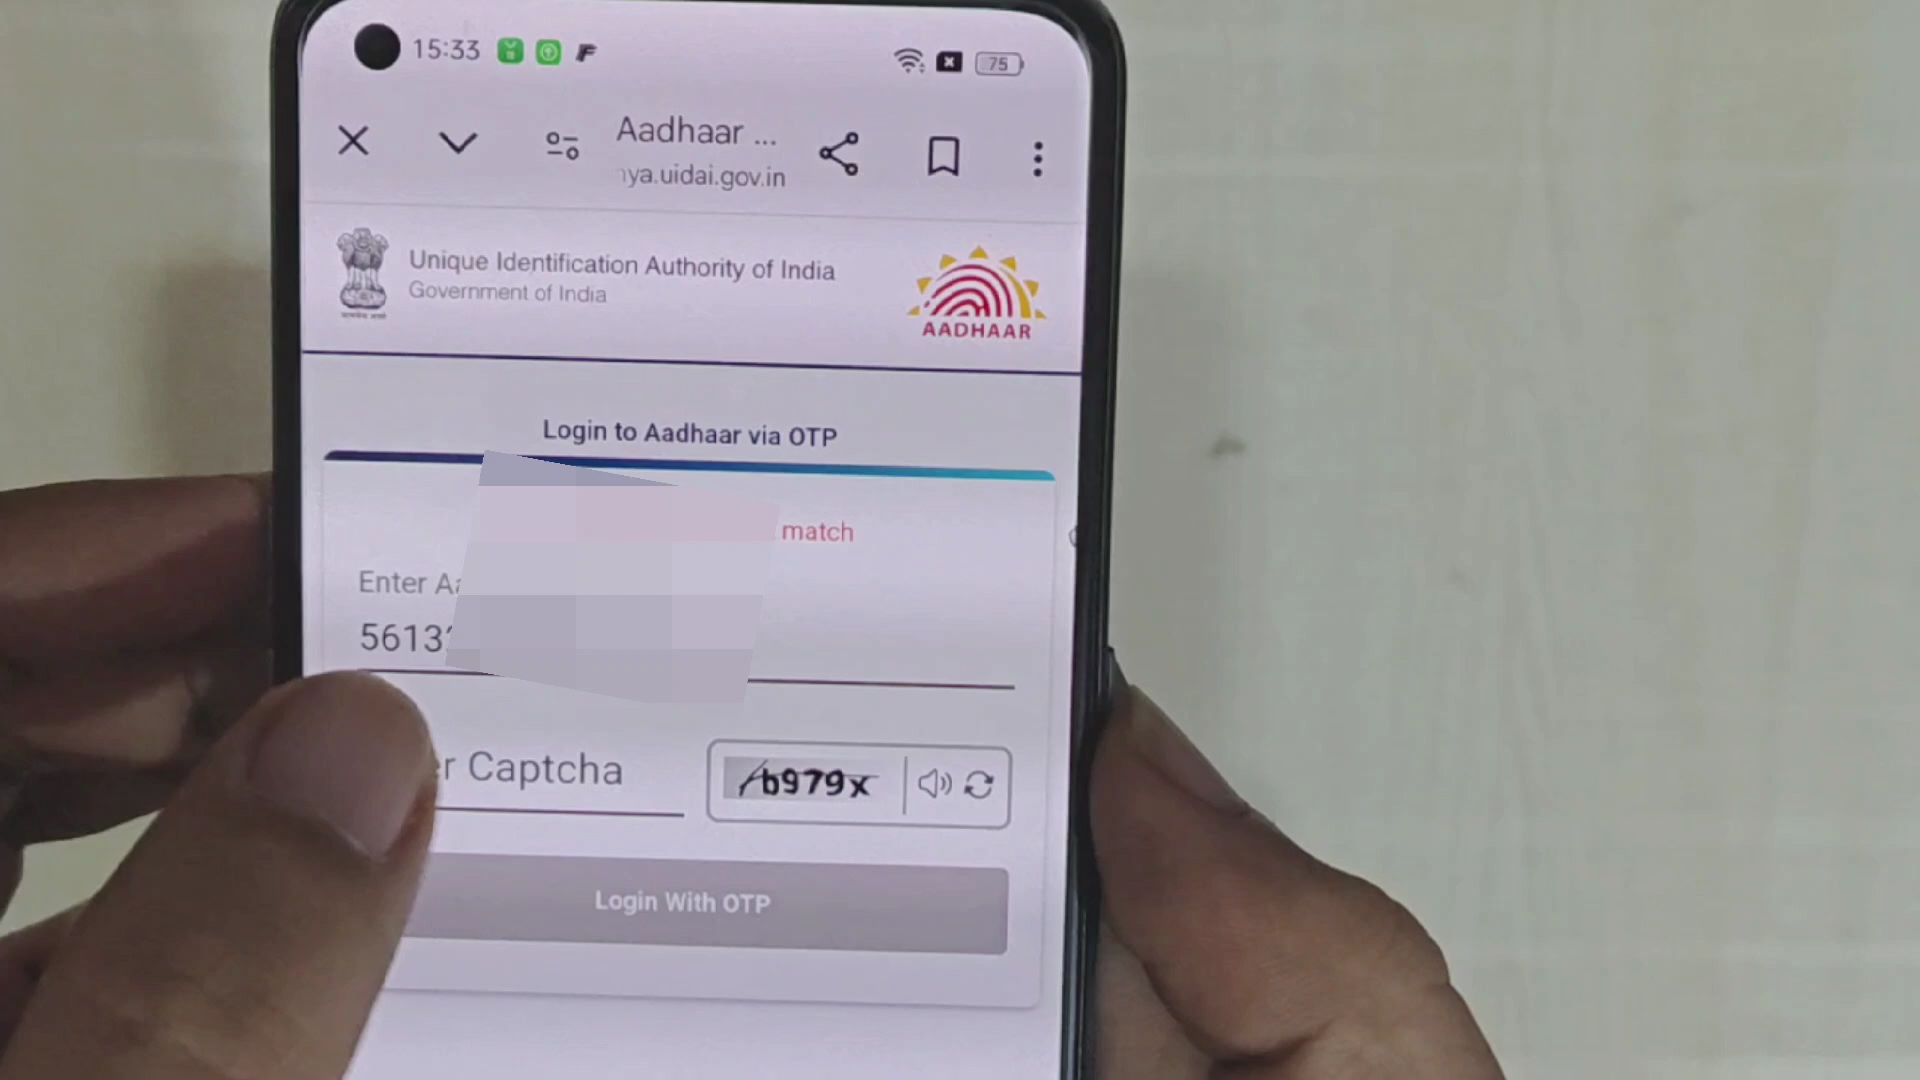 15:33
75
Aadhaar ...
ya.uidai.gov.in
Unique Identification Authority of India
Government of India
AADHAAR
Login to Aadhaar via OTP
match
Enter
5613
Captcha
b979x
Login With OTP